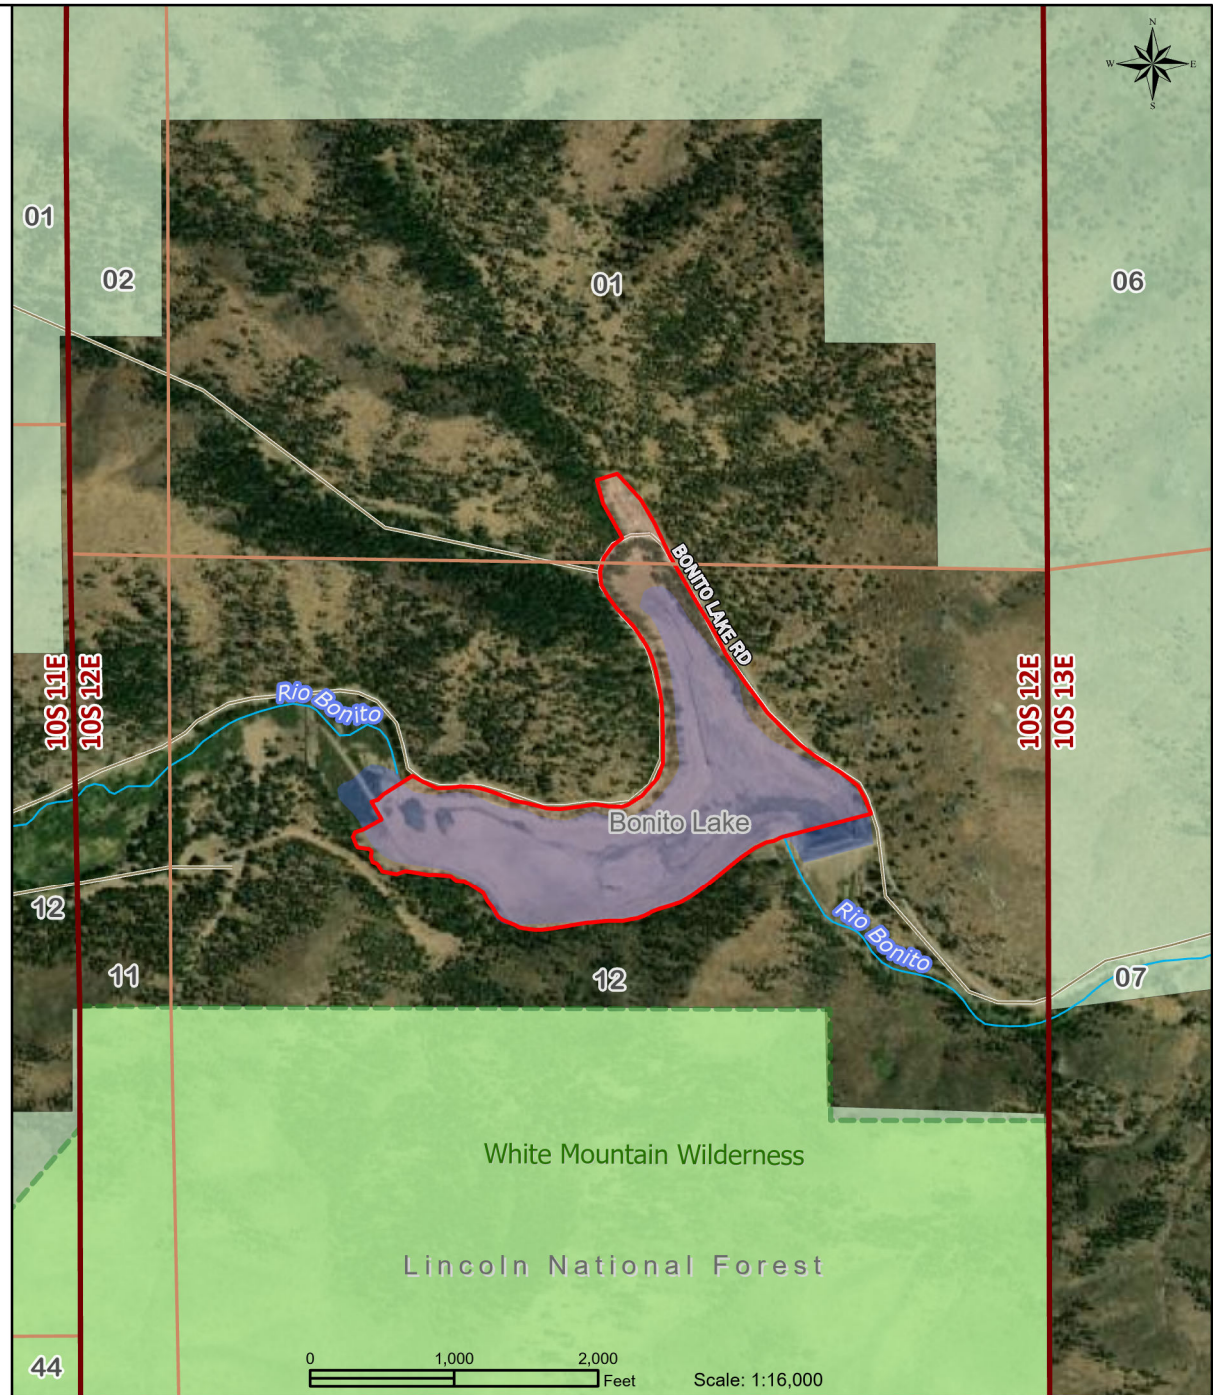 N
W E
S
01
02
01
06
BONITO LAKE RD
10S 11E
10S 12E
10S 12E
10S 13E
Rio Bonito
Bonito Lake
12
Rio Bonito
11
12
07
White Mountain Wilderness
Lincoln National Forest
44
0 1,000 2,000
Feet
Scale: 1:16,000